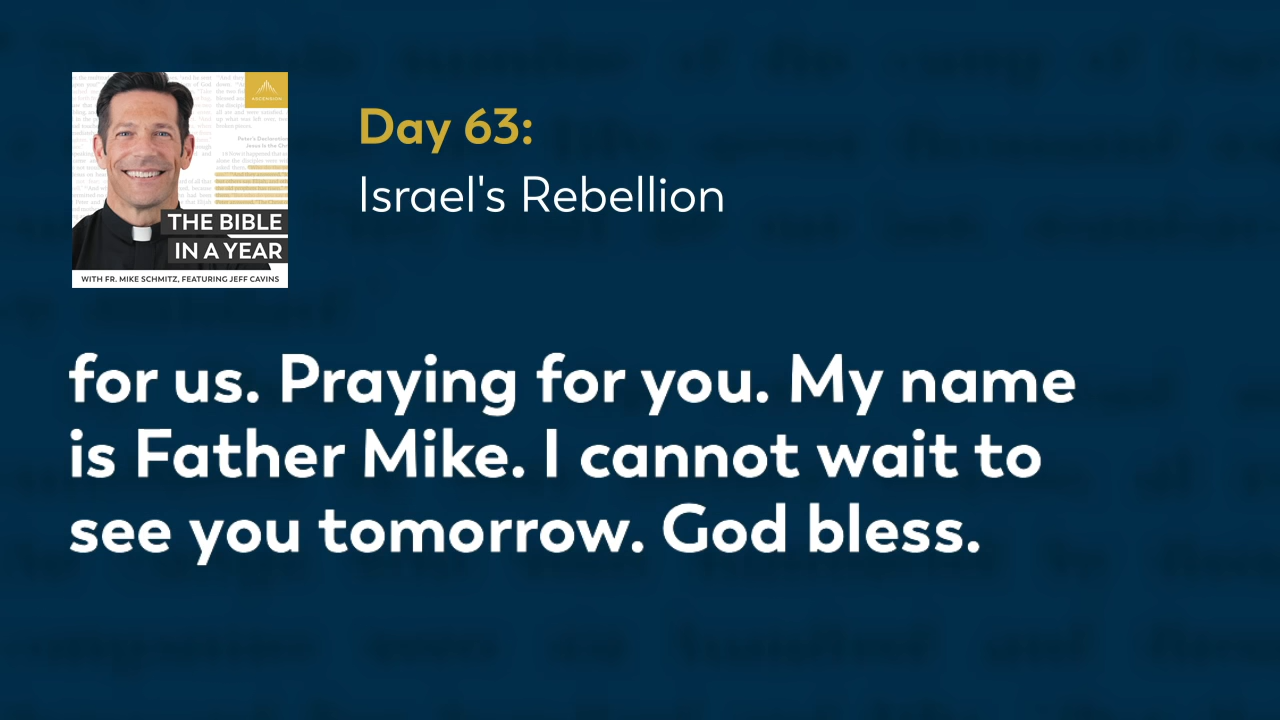 ASCENSION
THE BIBLE
IN A YEAR
WITH FR. MIKE SCHMITZ, FEATURING JEFF CAVINS
Day 63:
Israel's Rebellion
for us. Praying for you. My name
is Father Mike. I cannot wait to
see you tomorrow. God bless.